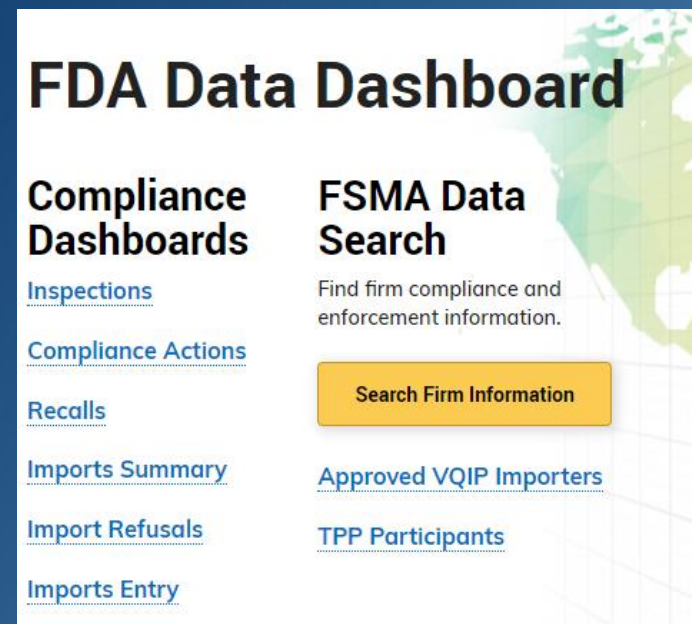 FDA Data Dashboard
Compliance
Dashboards
Inspections
Compliance Actions
Recalls
Imports Summary
Import Refusals
Imports Entry
FSMA Data
Search
Find firm compliance and
enforcement information.
Search Firm Information
Approved VQIP Importers
TPP Participants